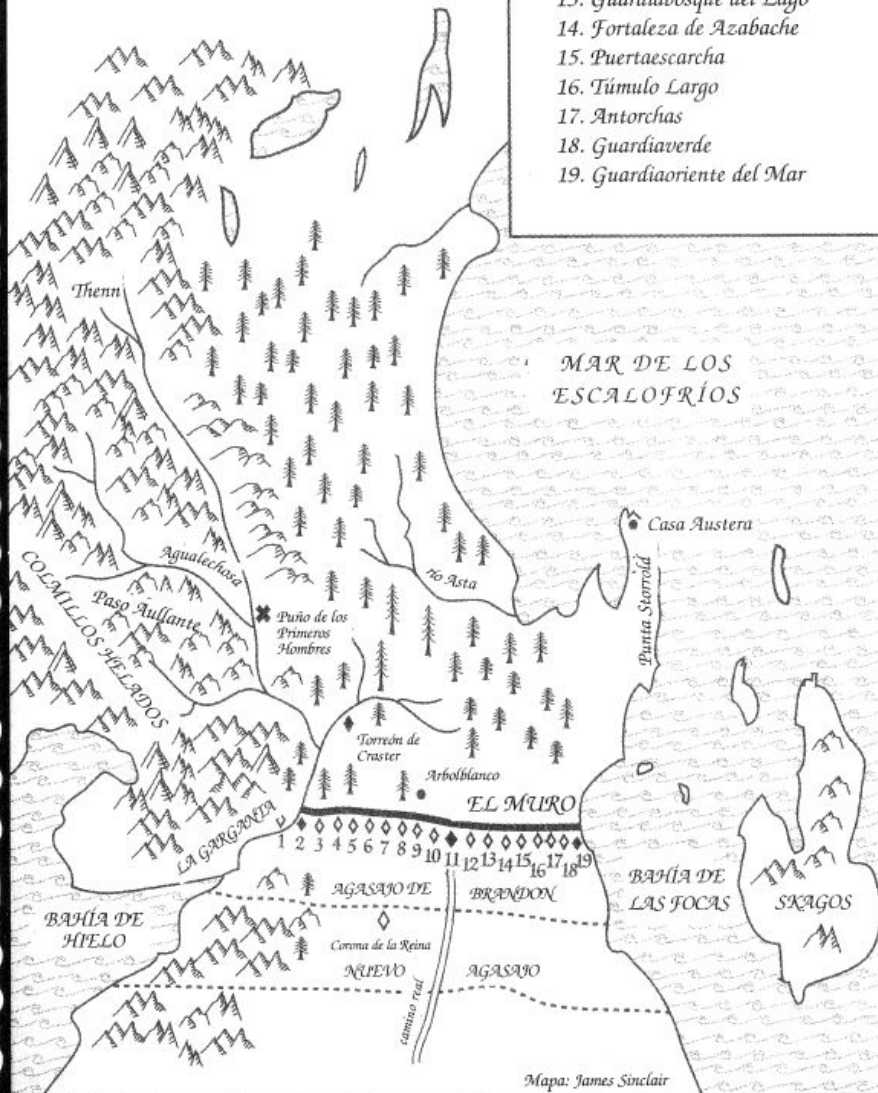 14. Fortaleza de Azabache
15. Puertaescarcha
16. Túmulo Largo
17. Antorchas
18. Guardiaverde
19. Guardiaoriente del Mar
Thenn
MAR DE LOS
ESCALOFRÍOS
Casa Austera
Punta Storrold
río Asta
Agualechosa
Paso Aullante
COLMILLOS HELADOS
Puño de los
Primeros
Hombres
Torreón de
Craster
Arbolblanco
EL MURO
LA GARGANTA
1 2 3 4 5 6 7 8 9 10 11 12 13 14 15 16 17 18 19
AGASAJO DE BRANDON
BAHÍA DE
LAS FOCAS
SKAGOS
BAHÍA DE
HIELO
Corona de la Reina
NUEVO AGASAJO
camino real
Mapa: James Sinclair